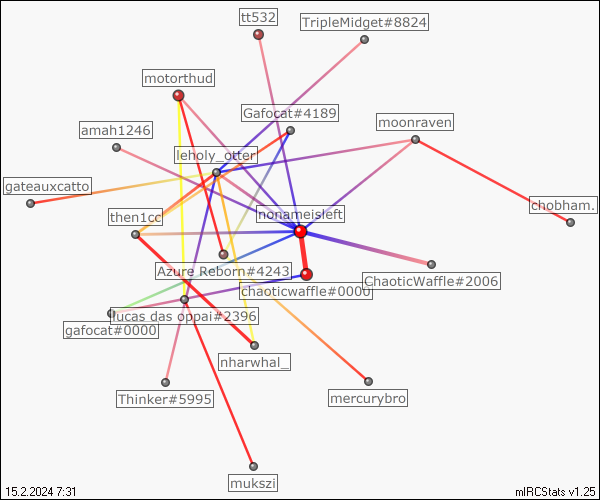 tt532
TripleMidget#8824
motorthud
Gafocat#4189
moonraven
amah1246
leholy_otter
gateauxcatto
chobham.
then1cc
nonameisleft
Azure Reborn#4243
ChaoticWaffle#2006
chaoticwaffle#0000
lucas das oppai#2396
gafocat#0000
nharwhal_
Thinker#5995
mercurybro
mukszi
15.2.2024 7:31
mIRCStats v1.25